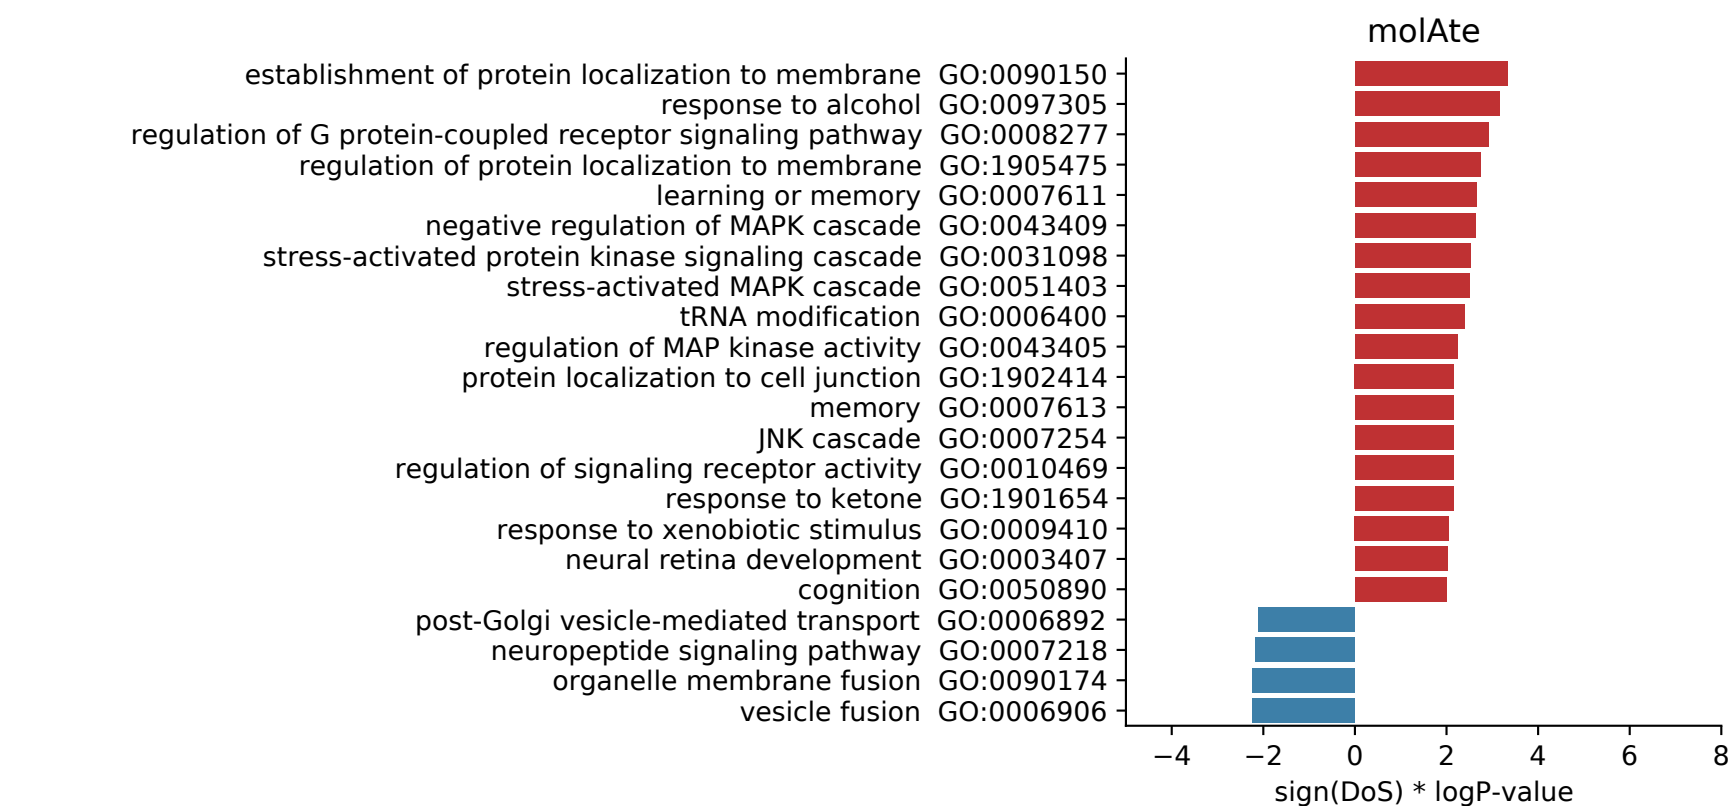 molAte
establishment of protein localization to membrane GO:0090150
response to alcohol GO:0097305
regulation of G protein-coupled receptor signaling pathway GO:0008277
regulation of protein localization to membrane GO:1905475
learning or memory GO:0007611
negative regulation of MAPK cascade GO:0043409
stress-activated protein kinase signaling cascade GO:0031098
stress-activated MAPK cascade GO:0051403
tRNA modification GO:0006400
regulation of MAP kinase activity GO:0043405
protein localization to cell junction GO:1902414
memory GO:0007613
JNK cascade GO:0007254
regulation of signaling receptor activity GO:0010469
response to ketone GO:1901654
response to xenobiotic stimulus GO:0009410
neural retina development GO:0003407
cognition GO:0050890
post-Golgi vesicle-mediated transport GO:0006892
neuropeptide signaling pathway GO:0007218
organelle membrane fusion GO:0090174
vesicle fusion GO:0006906
−4 −2 0 2 4 6 8
sign(DoS) * logP-value